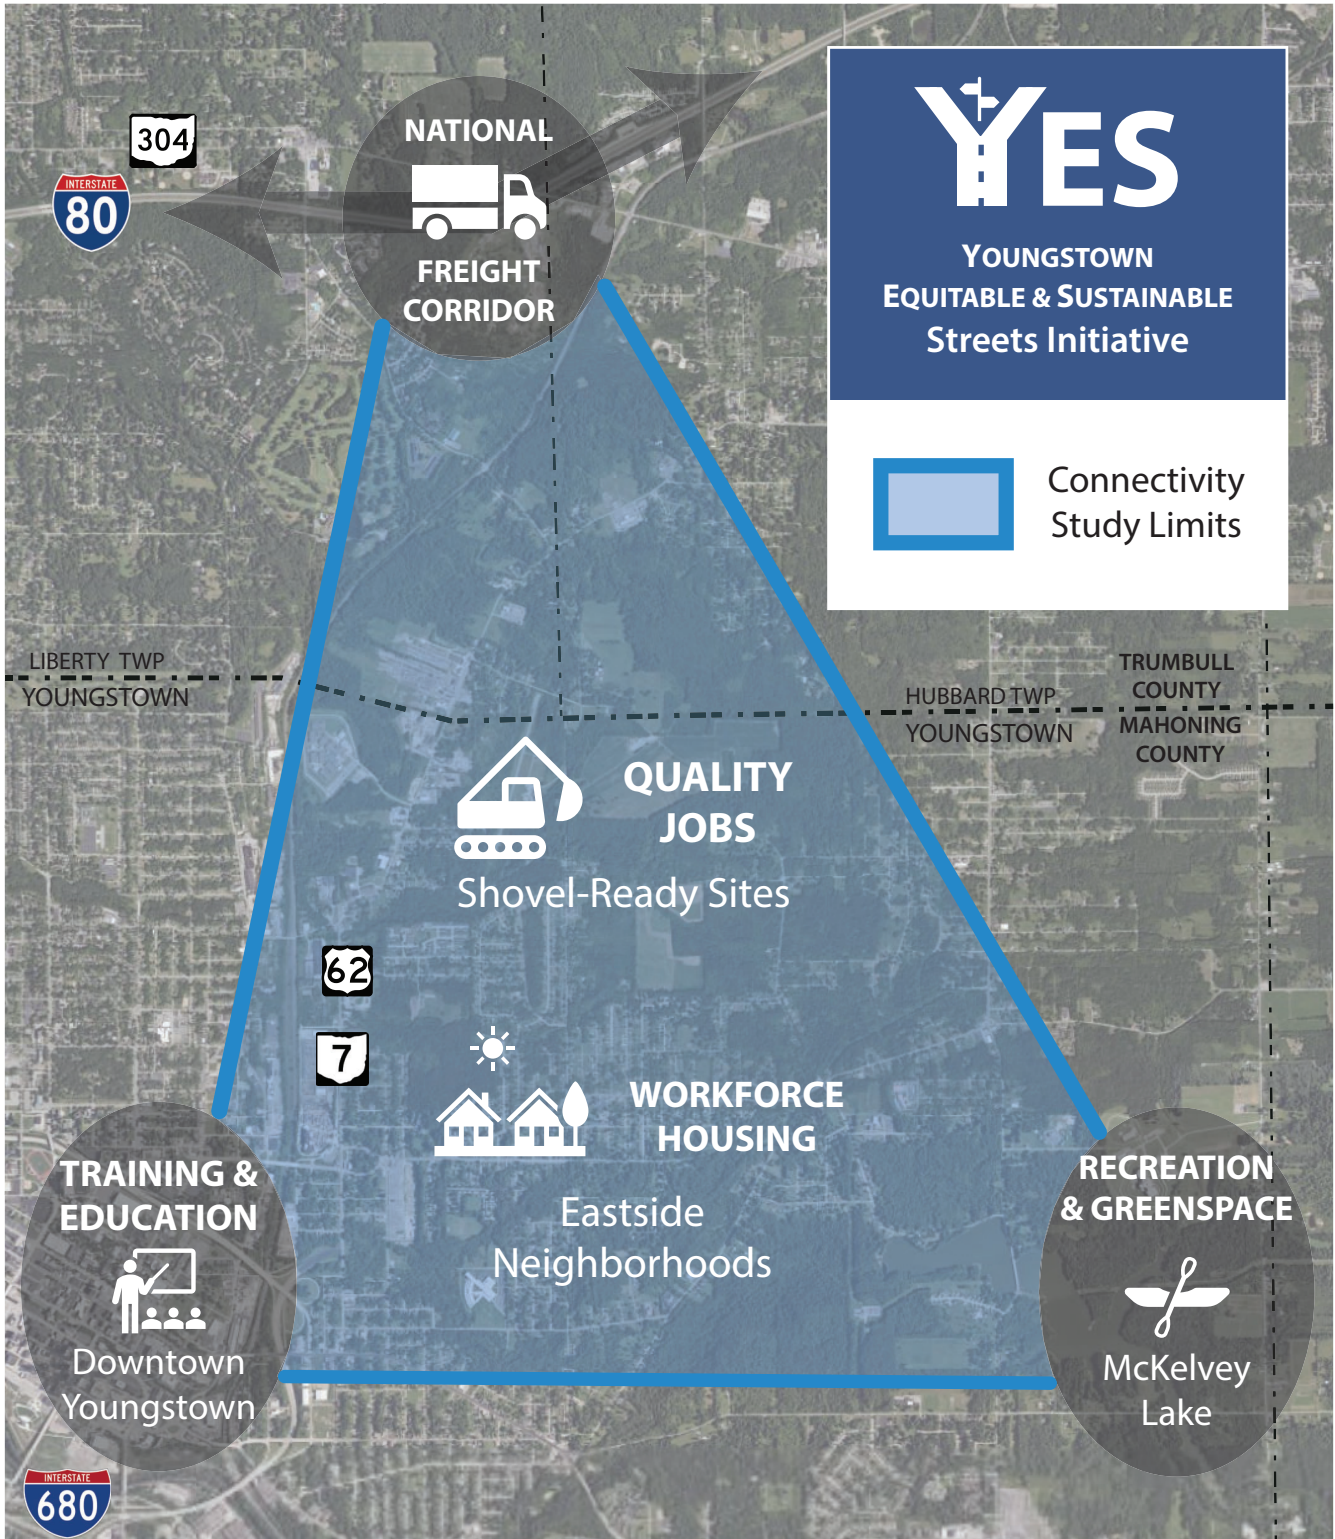 304
INTERSTATE
80
NATIONAL
FREIGHT
CORRIDOR
YES
YOUNGSTOWN
EQUITABLE & SUSTAINABLE
Streets Initiative
Connectivity
Study Limits
LIBERTY TWP
YOUNGSTOWN
HUBBARD TWP
YOUNGSTOWN
TRUMBULL
COUNTY
MAHONING
COUNTY
QUALITY
JOBS
Shovel-Ready Sites
62
7
WORKFORCE
HOUSING
Eastside
Neighborhoods
TRAINING &
EDUCATION
Downtown
Youngstown
RECREATION
& GREENSPACE
McKelvey
Lake
INTERSTATE
680